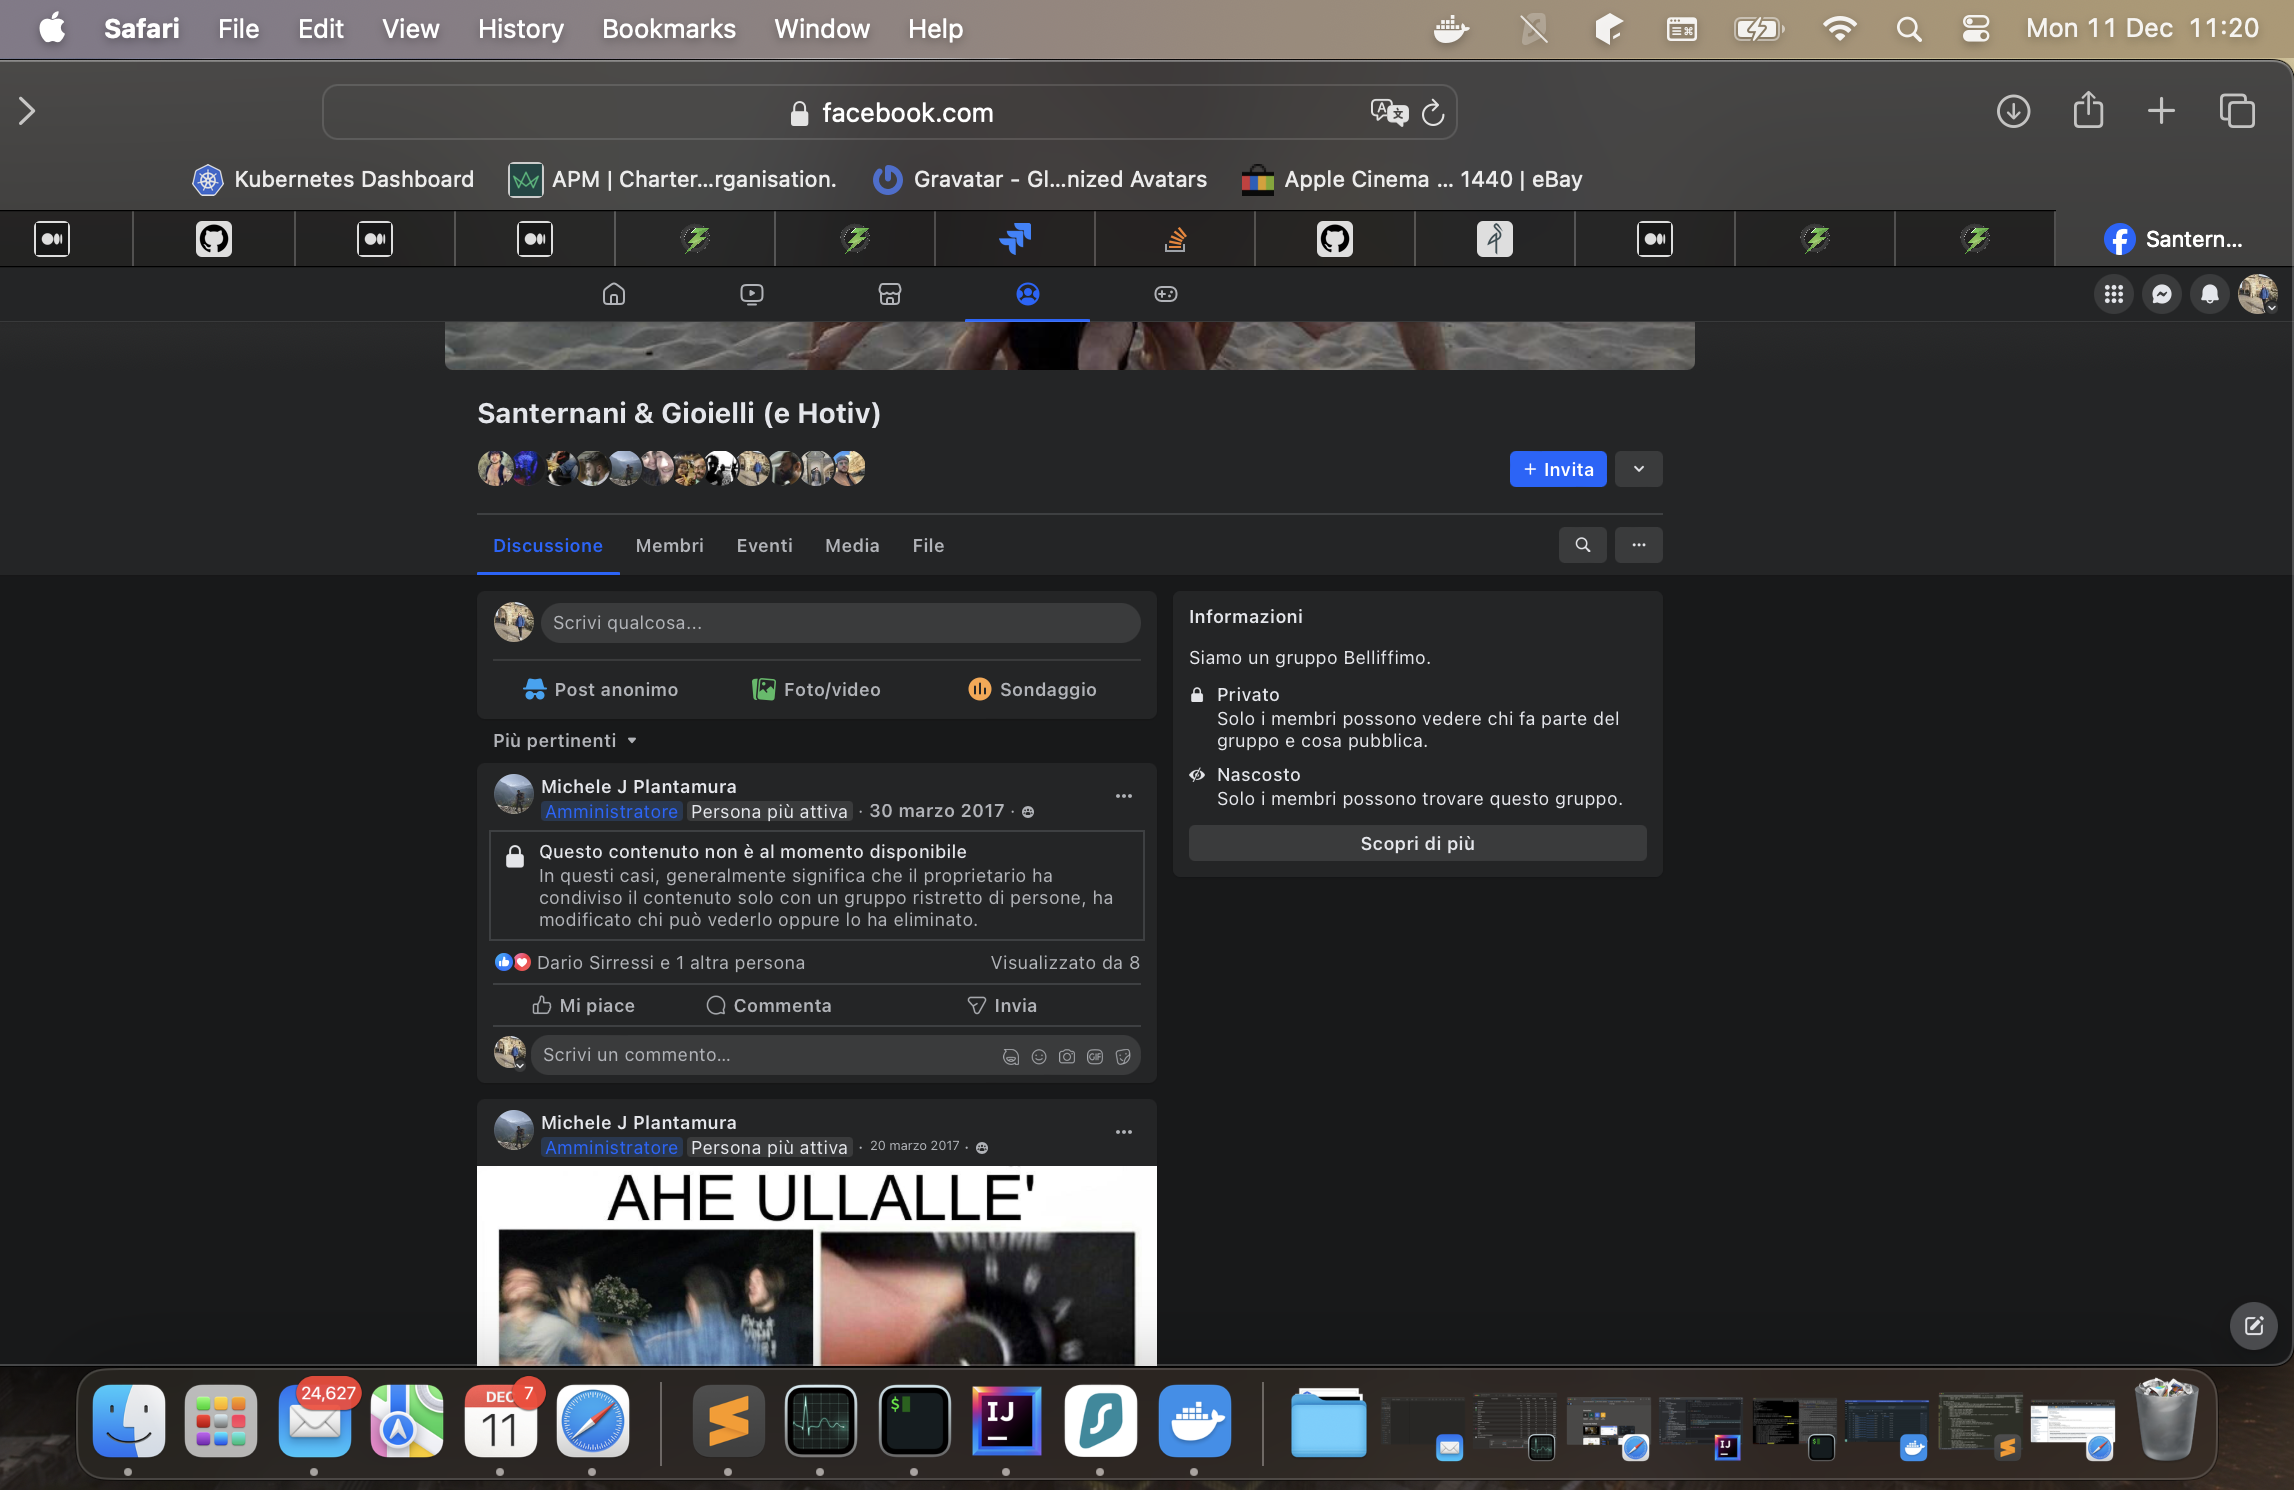 Safari File Edit View History Bookmarks Window Help Mon 11 Dec 11:20
facebook.com
Kubernetes Dashboard APM | Charter...rganisation. Gravatar - Gl...nized Avatars Apple Cinema ... 1440 | eBay
Santern...
Santernani & Gioielli (e Hotiv)
+ Invita
Discussione Membri Eventi Media File
Scrivi qualcosa...
Post anonimo Foto/video Sondaggio
Più pertinenti
Michele J Plantamura
Amministratore Persona più attiva · 30 marzo 2017 ·
Questo contenuto non è al momento disponibile
In questi casi, generalmente significa che il proprietario ha
condiviso il contenuto solo con un gruppo ristretto di persone, ha
modificato chi può vederlo oppure lo ha eliminato.
Dario Sirressi e 1 altra persona Visualizzato da 8
Mi piace Commenta Invia
Scrivi un commento...
GIF
Michele J Plantamura
Amministratore Persona più attiva · 20 marzo 2017 ·
AHE ULLALLE'
Informazioni
Siamo un gruppo Belliffimo.
Privato
Solo i membri possono vedere chi fa parte del
gruppo e cosa pubblica.
Nascosto
Solo i membri possono trovare questo gruppo.
Scopri di più
24,627
DEC 7
11
$
IJ